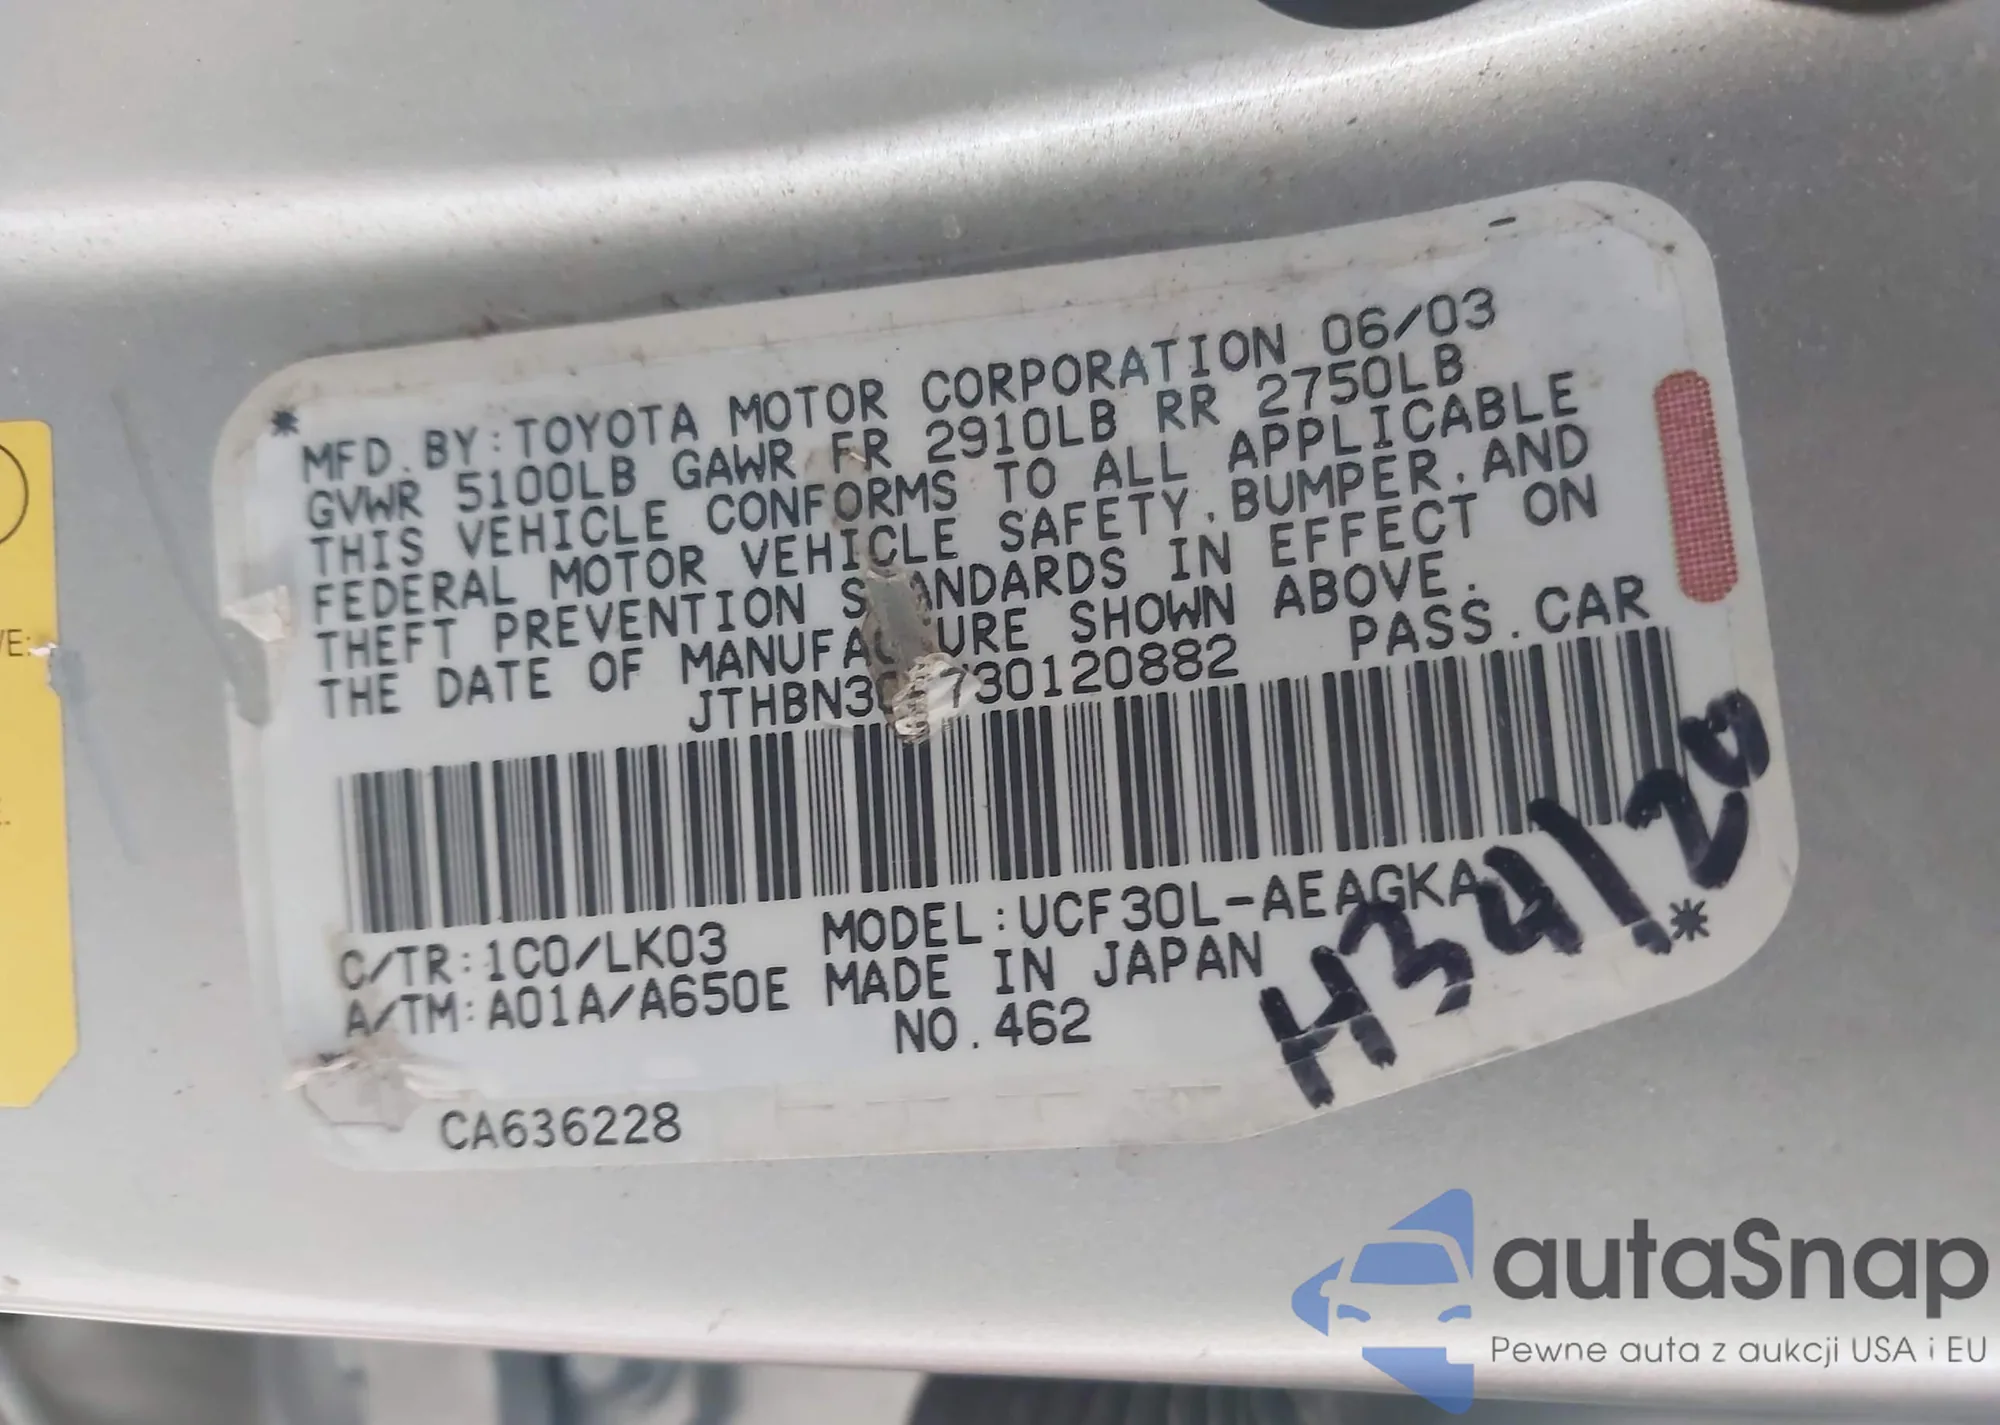 * MFD. BY: TOYOTA MOTOR CORPORATION 06/03
GVWR 5100LB GAWR FR 2910LB RR 2750LB
THIS VEHICLE CONFORMS TO ALL APPLICABLE
FEDERAL MOTOR VEHICLE SAFETY, BUMPER, AND
THEFT PREVENTION STANDARDS IN EFFECT ON
THE DATE OF MANUFACTURE SHOWN ABOVE.
PASS. CAR
C/TR: 1C0/LK03 MODEL: UCF30L-AEAGKA
A/TM: A01A/A650E MADE IN JAPAN *
NO. 462
CA636228
autaSnap
Pewne auta z aukcji USA i EU